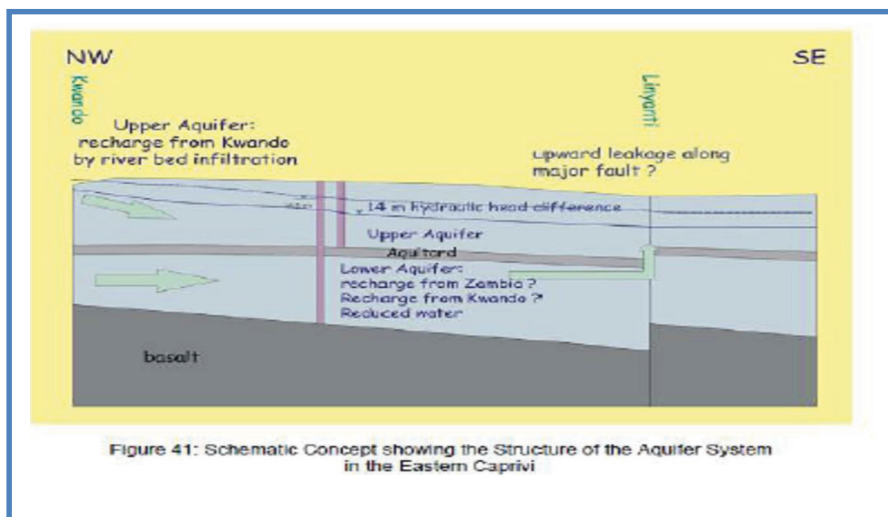 NW
SE
Kwando
Linyanti
Upper Aquifer:
recharge from Kwando
by river bed infiltration
upward leakage along
major fault ?
14 m hydraulic head difference
Upper Aquifer
Aquitard
Lower Aquifer:
recharge from Zambia ?
Recharge from Kwando ?
Reduced water
basalt
Figure 41: Schematic Concept showing the Structure of the Aquifer System
in the Eastern Caprivi